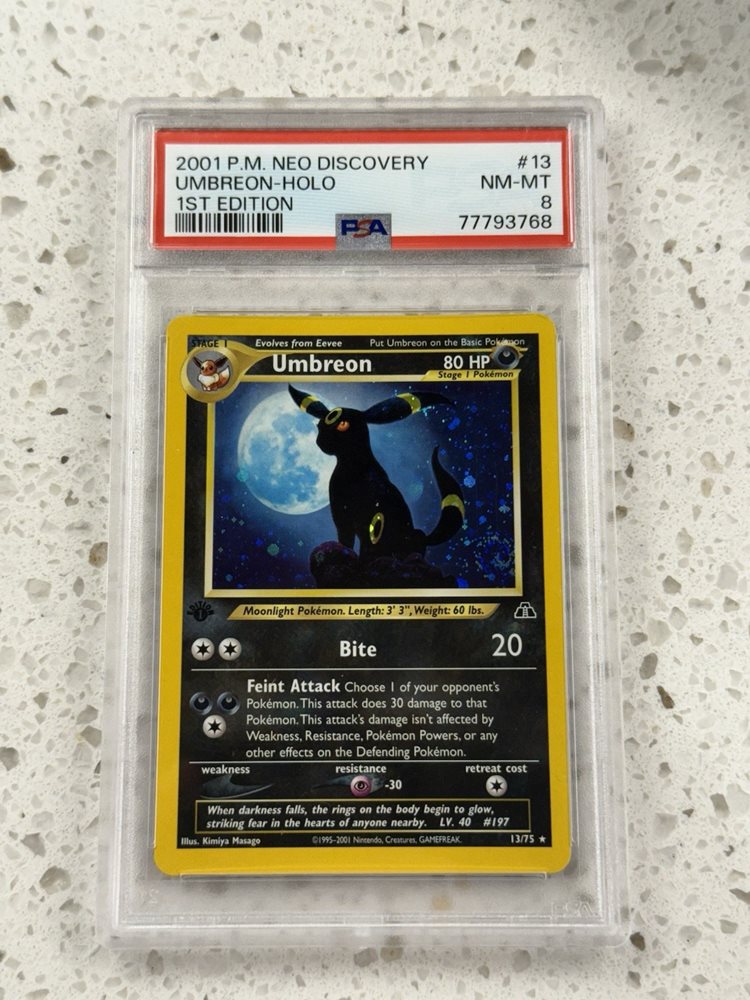 2001 P.M. NEO DISCOVERY #13
UMBREON-HOLO NM-MT
1ST EDITION 8
PSA 77793768
STAGE 1 Evolves from Eevee Put Umbreon on the Basic Pokémon
Umbreon 80 HP
Stage 1 Pokémon
EDITION 1
Moonlight Pokémon. Length: 3' 3", Weight: 60 lbs.
Bite 20
Feint Attack Choose 1 of your opponent's
Pokémon. This attack does 30 damage to that
Pokémon. This attack's damage isn't affected by
Weakness, Resistance, Pokémon Powers, or any
other effects on the Defending Pokémon.
weakness resistance retreat cost
-30
When darkness falls, the rings on the body begin to glow,
striking fear in the hearts of anyone nearby. LV. 40 #197
Illus. Kimiya Masago ©1995-2001 Nintendo, Creatures, GAMEFREAK. 13/75 ★